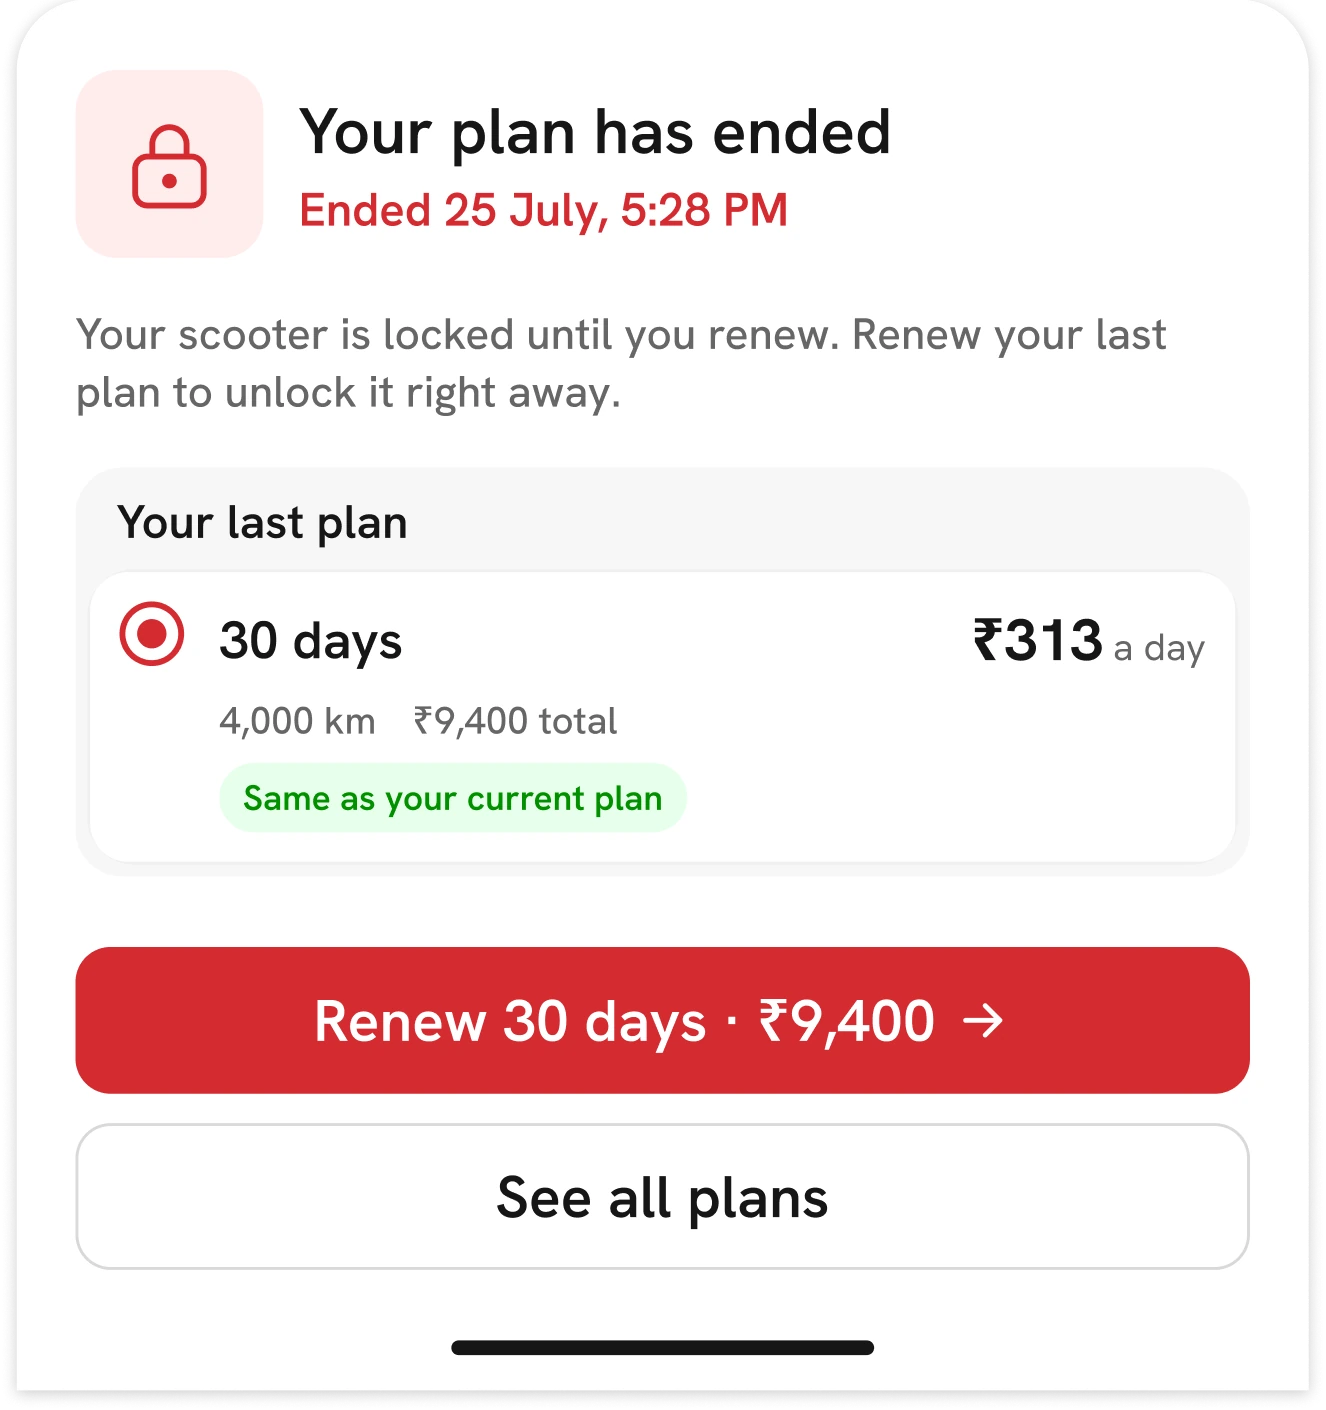 Your plan has ended
Ended 25 July, 5:28 PM
Your scooter is locked until you renew. Renew your last
plan to unlock it right away.
Your last plan
30 days ₹313 a day
4,000 km ₹9,400 total
Same as your current plan
Renew 30 days · ₹9,400 →
See all plans